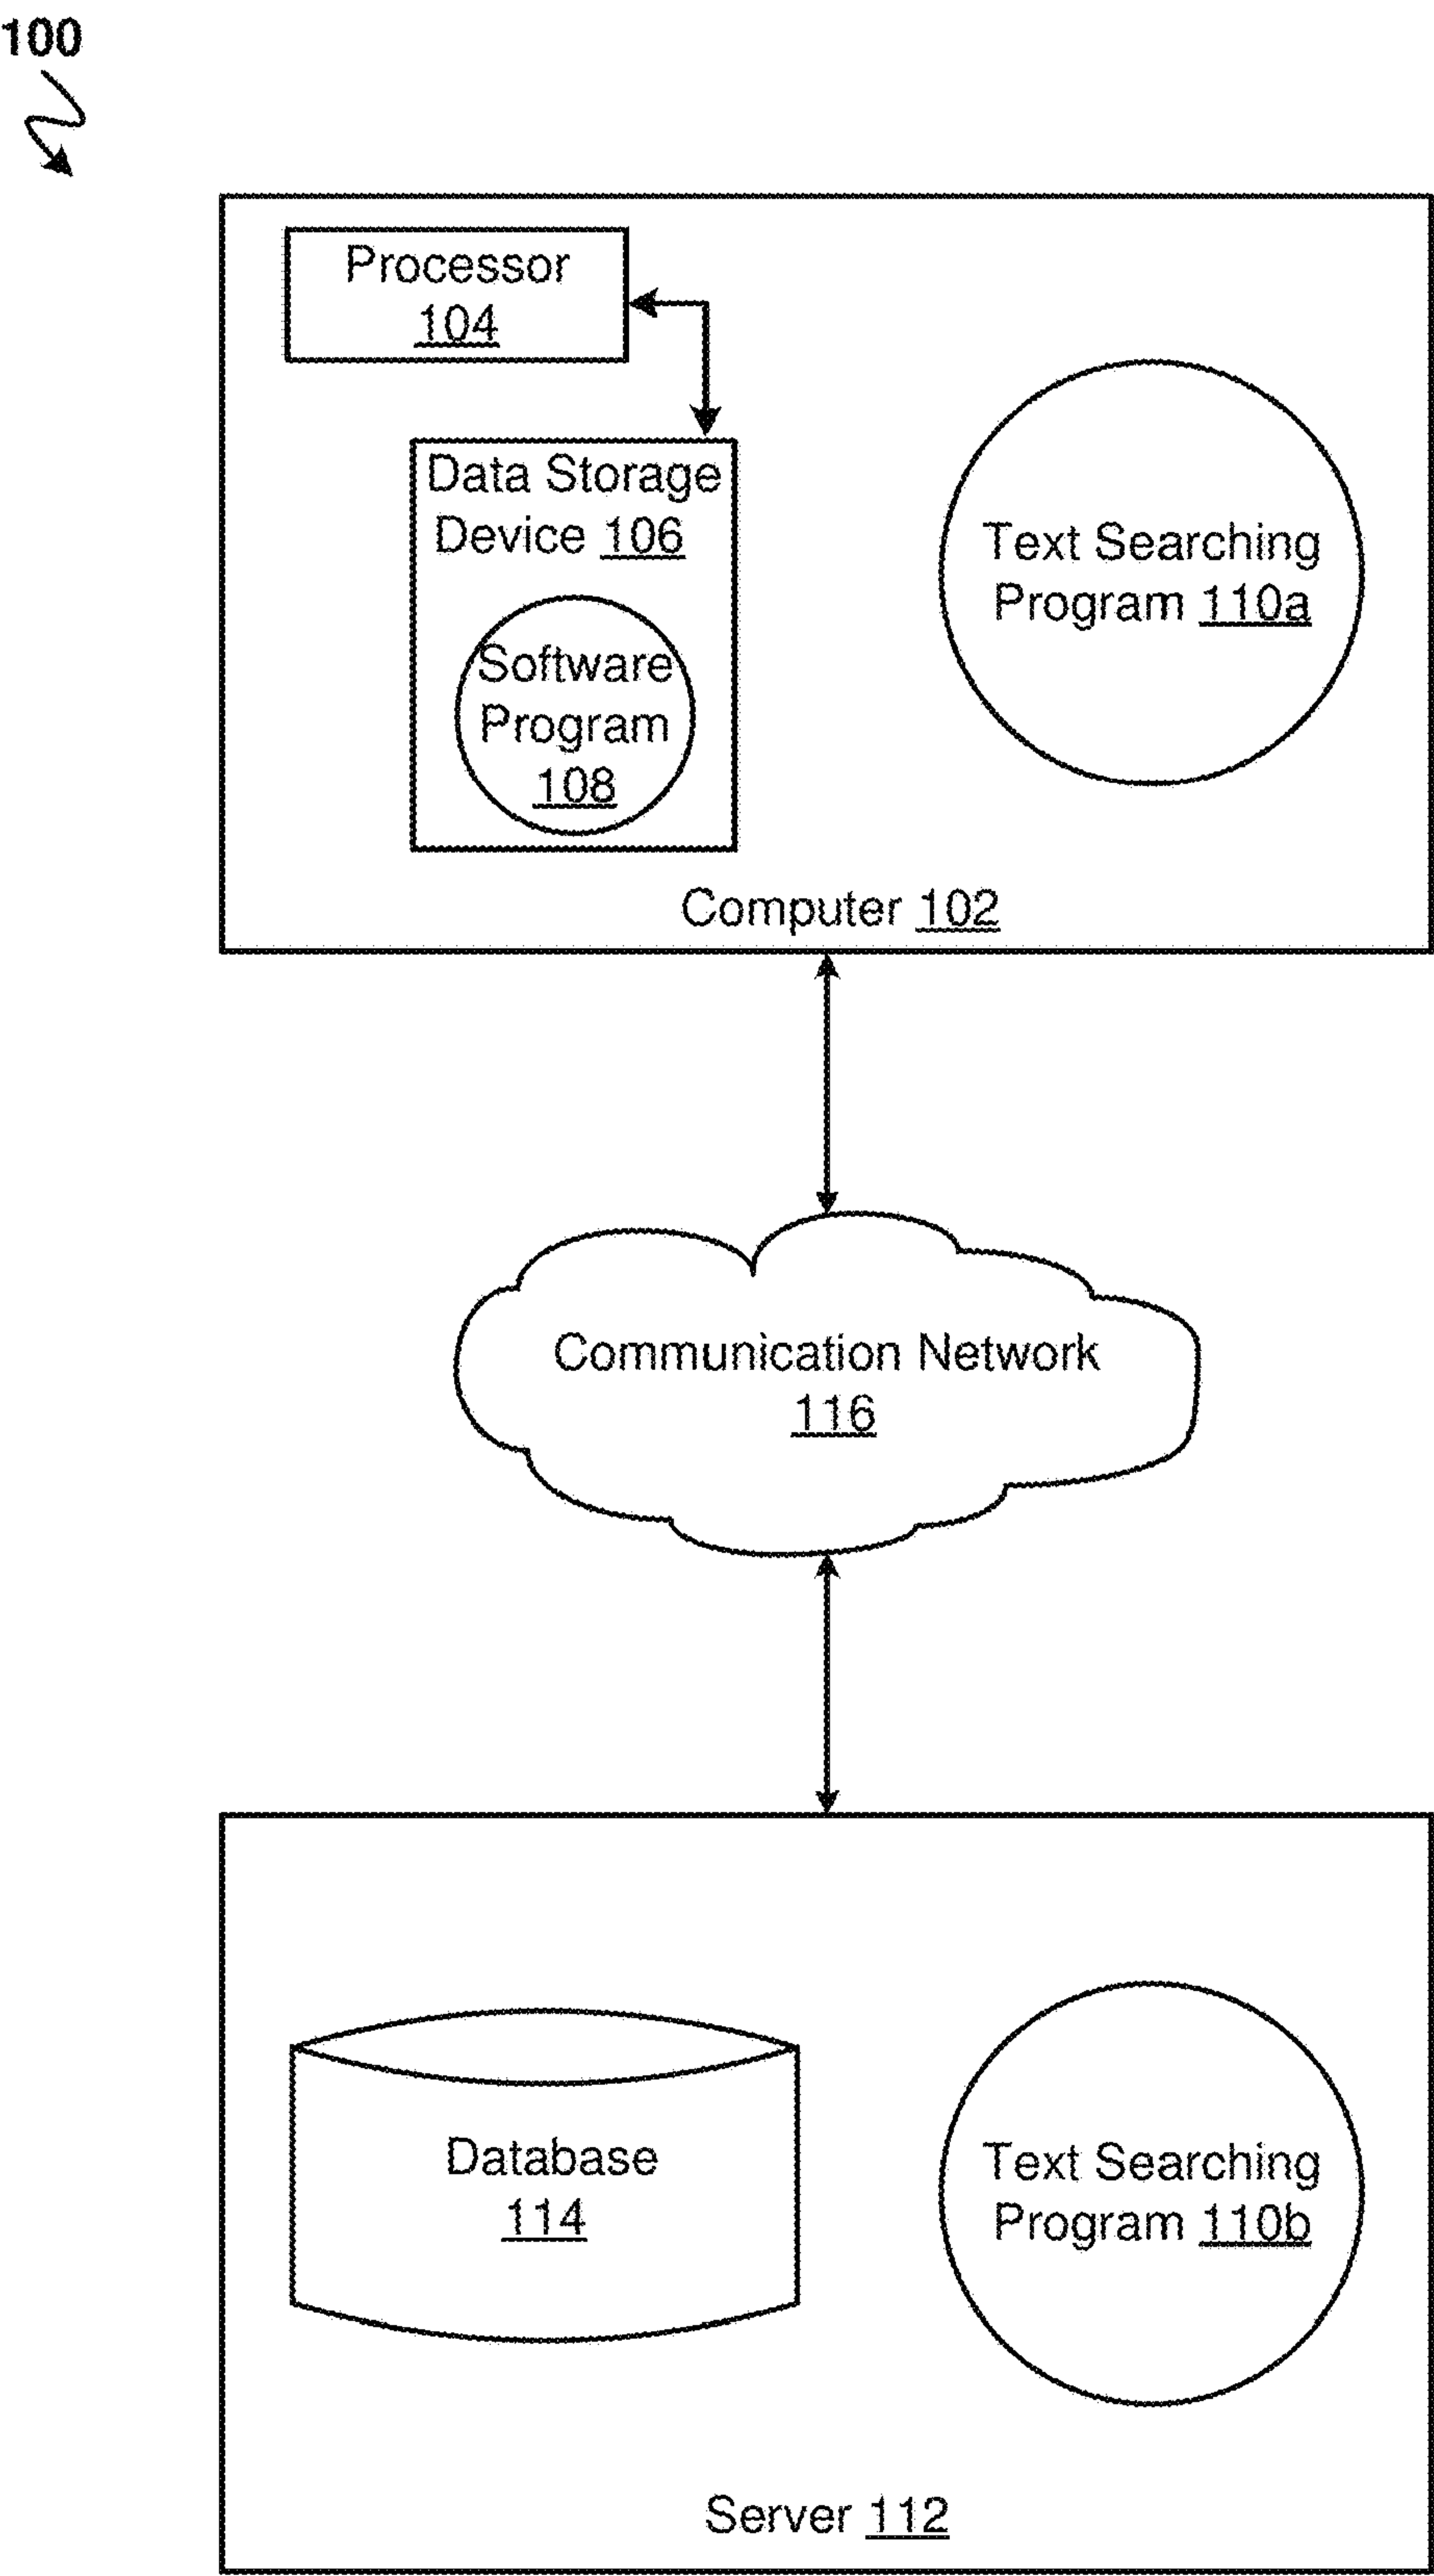 100
Processor
104
Data Storage
Device 106
Software
Program
108
Text Searching
Program 110a
Computer 102
Communication Network
116
Database
114
Text Searching
Program 110b
Server 112